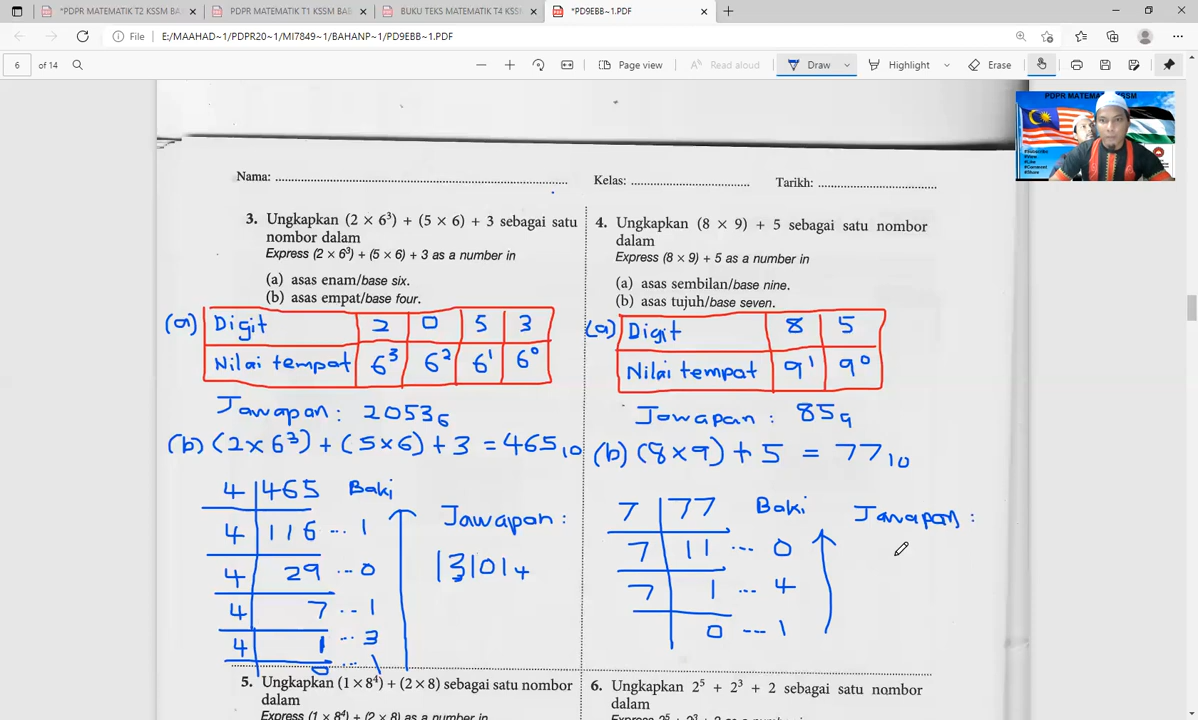 *PDPR MATEMATIK T2 KSSM BA
PDPR MATEMATIK T1 KSSM BAB
BUKU TEKS MATEMATIK T4 KSSM
*PD9EBB~1.PDF
File
E:/MAAHAD~1/PDPR20~1/MI7849~1/BAHANP~1/PD9EBB~1.PDF
6 of 14
Page view
Read aloud
Draw
Highlight
Erase
PDPR MATEMATIK KSSM
Nama:
Kelas:
Tarikh:
3. Ungkapkan (2 × 6³) + (5 × 6) + 3 sebagai satu
nombor dalam
Express (2 × 6³) + (5 × 6) + 3 as a number in
(a) asas enam/base six.
(b) asas empat/base four.
(a) Digit 2 0 5 3
Nilai tempat 6³ 6² 6¹ 6⁰
Jawapan: 2053₆
(b) (2×6³) + (5×6) + 3 = 465₁₀
4 465 Baki
4 116 ... 1
4 29 ... 0
4 7 ... 1
4 1 ... 3
0 ... 1
Jawapan:
13101₄
4. Ungkapkan (8 × 9) + 5 sebagai satu nombor
dalam
Express (8 × 9) + 5 as a number in
(a) asas sembilan/base nine.
(b) asas tujuh/base seven.
(a) Digit 8 5
Nilai tempat 9¹ 9⁰
Jawapan: 85₉
(b) (8×9) + 5 = 77₁₀
7 77 Baki
7 11 ... 0
7 1 ... 4
0 --- 1
Jawapan:
5. Ungkapkan (1 × 8⁴) + (2 × 8) sebagai satu nombor
dalam
Express (1 × 8⁴) + (2 × 8) as a number in
6. Ungkapkan 2⁵ + 2³ + 2 sebagai satu nombor
dalam